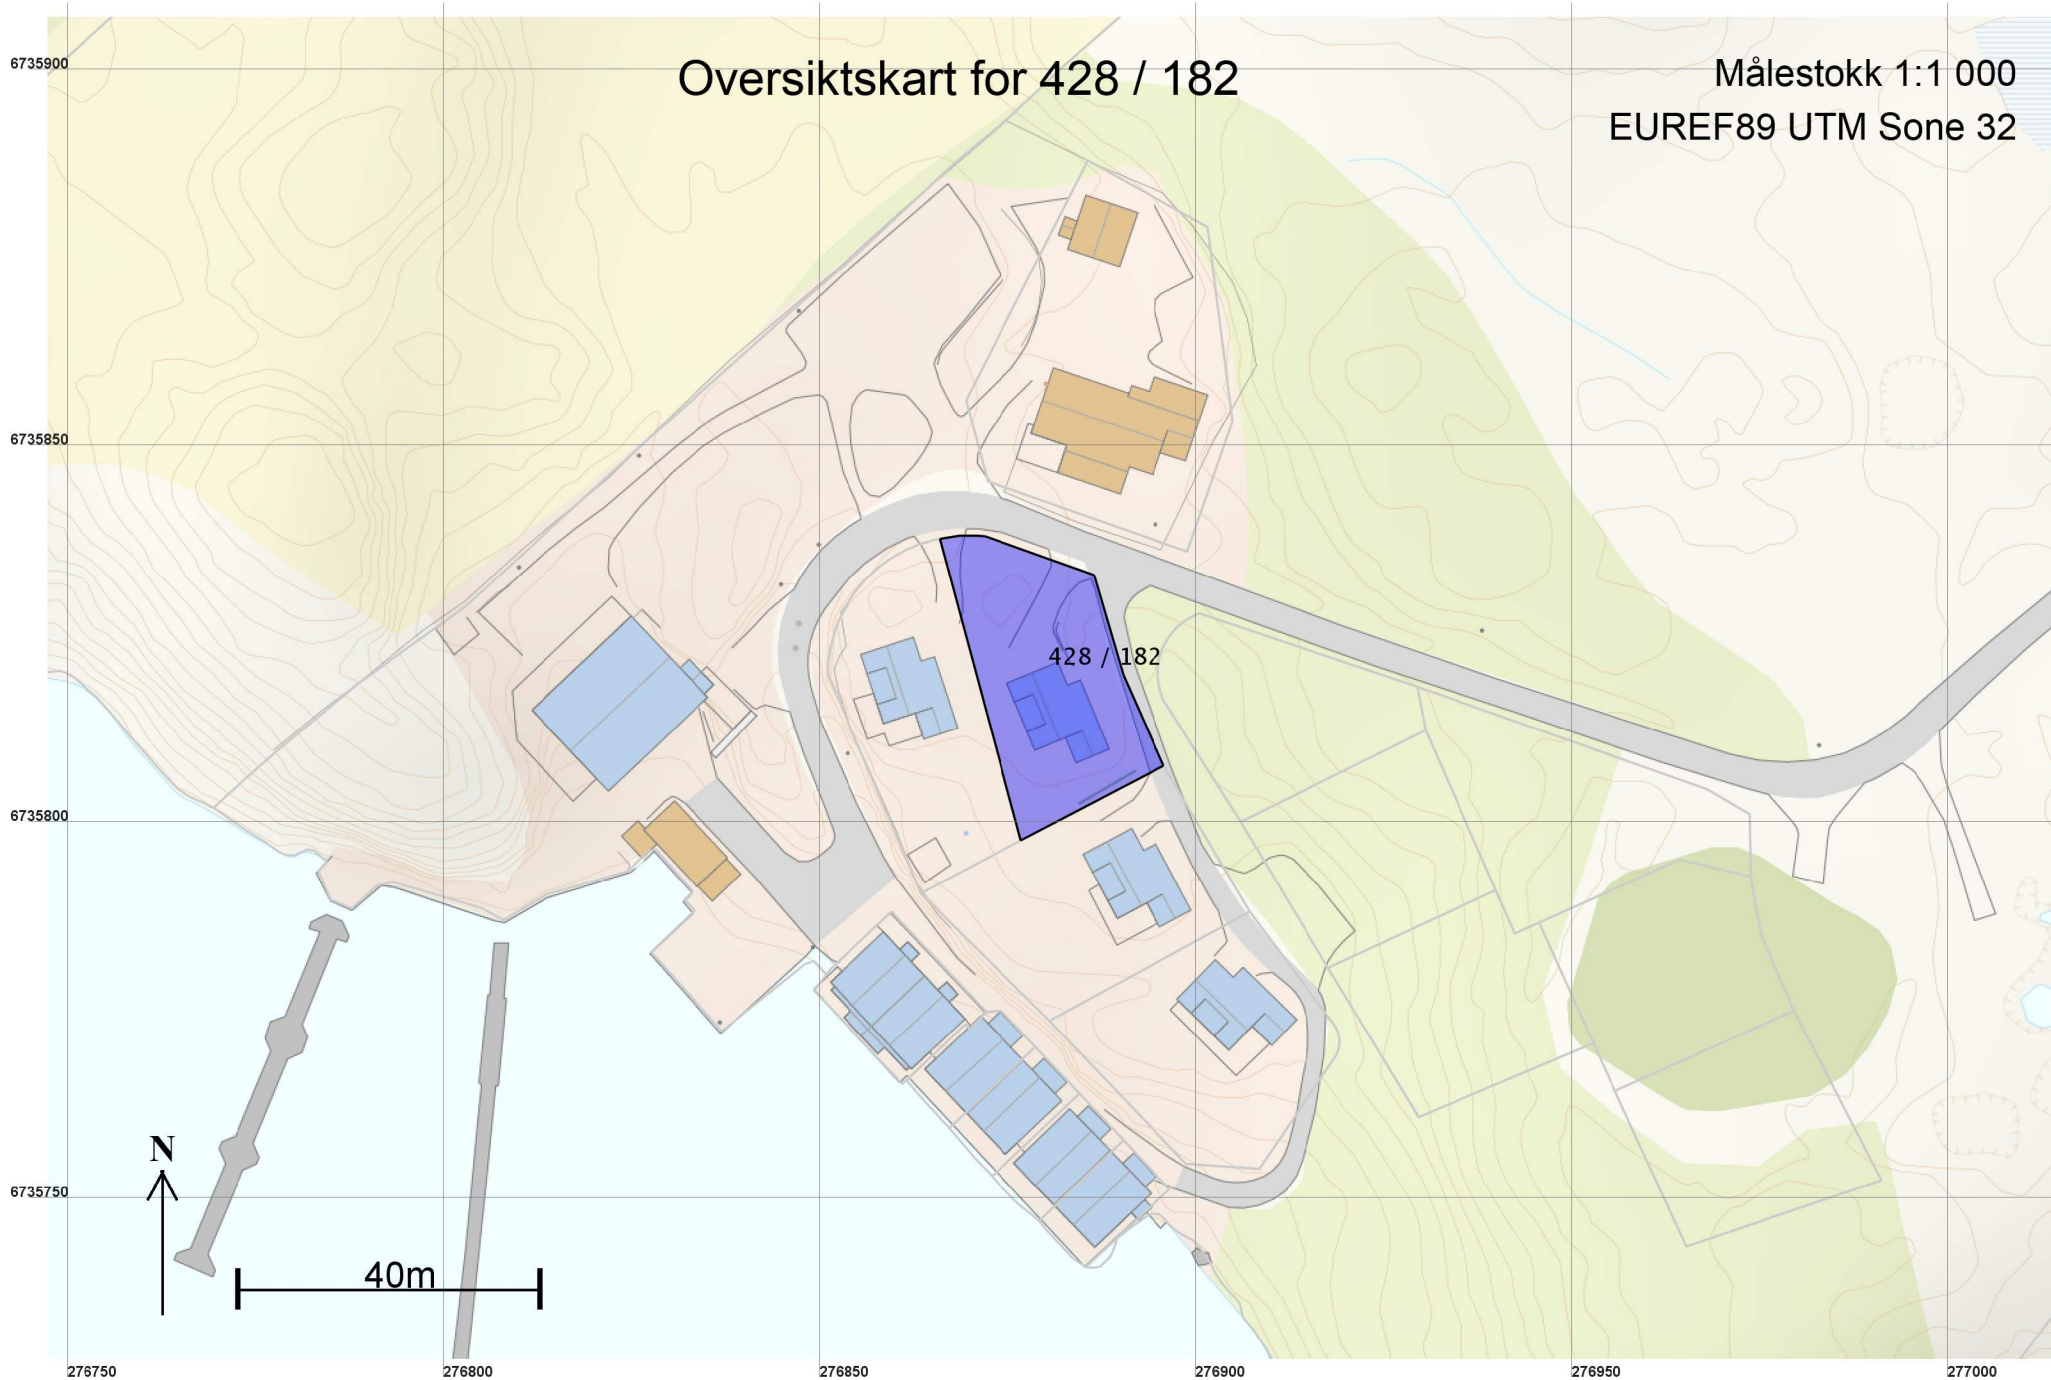 Oversiktskart for 428 / 182
Målestokk 1:1 000
EUREF89 UTM Sone 32
6735900
6735850
428 / 182
6735800
N
6735750
40m
276750
276800
276850
276900
276950
277000